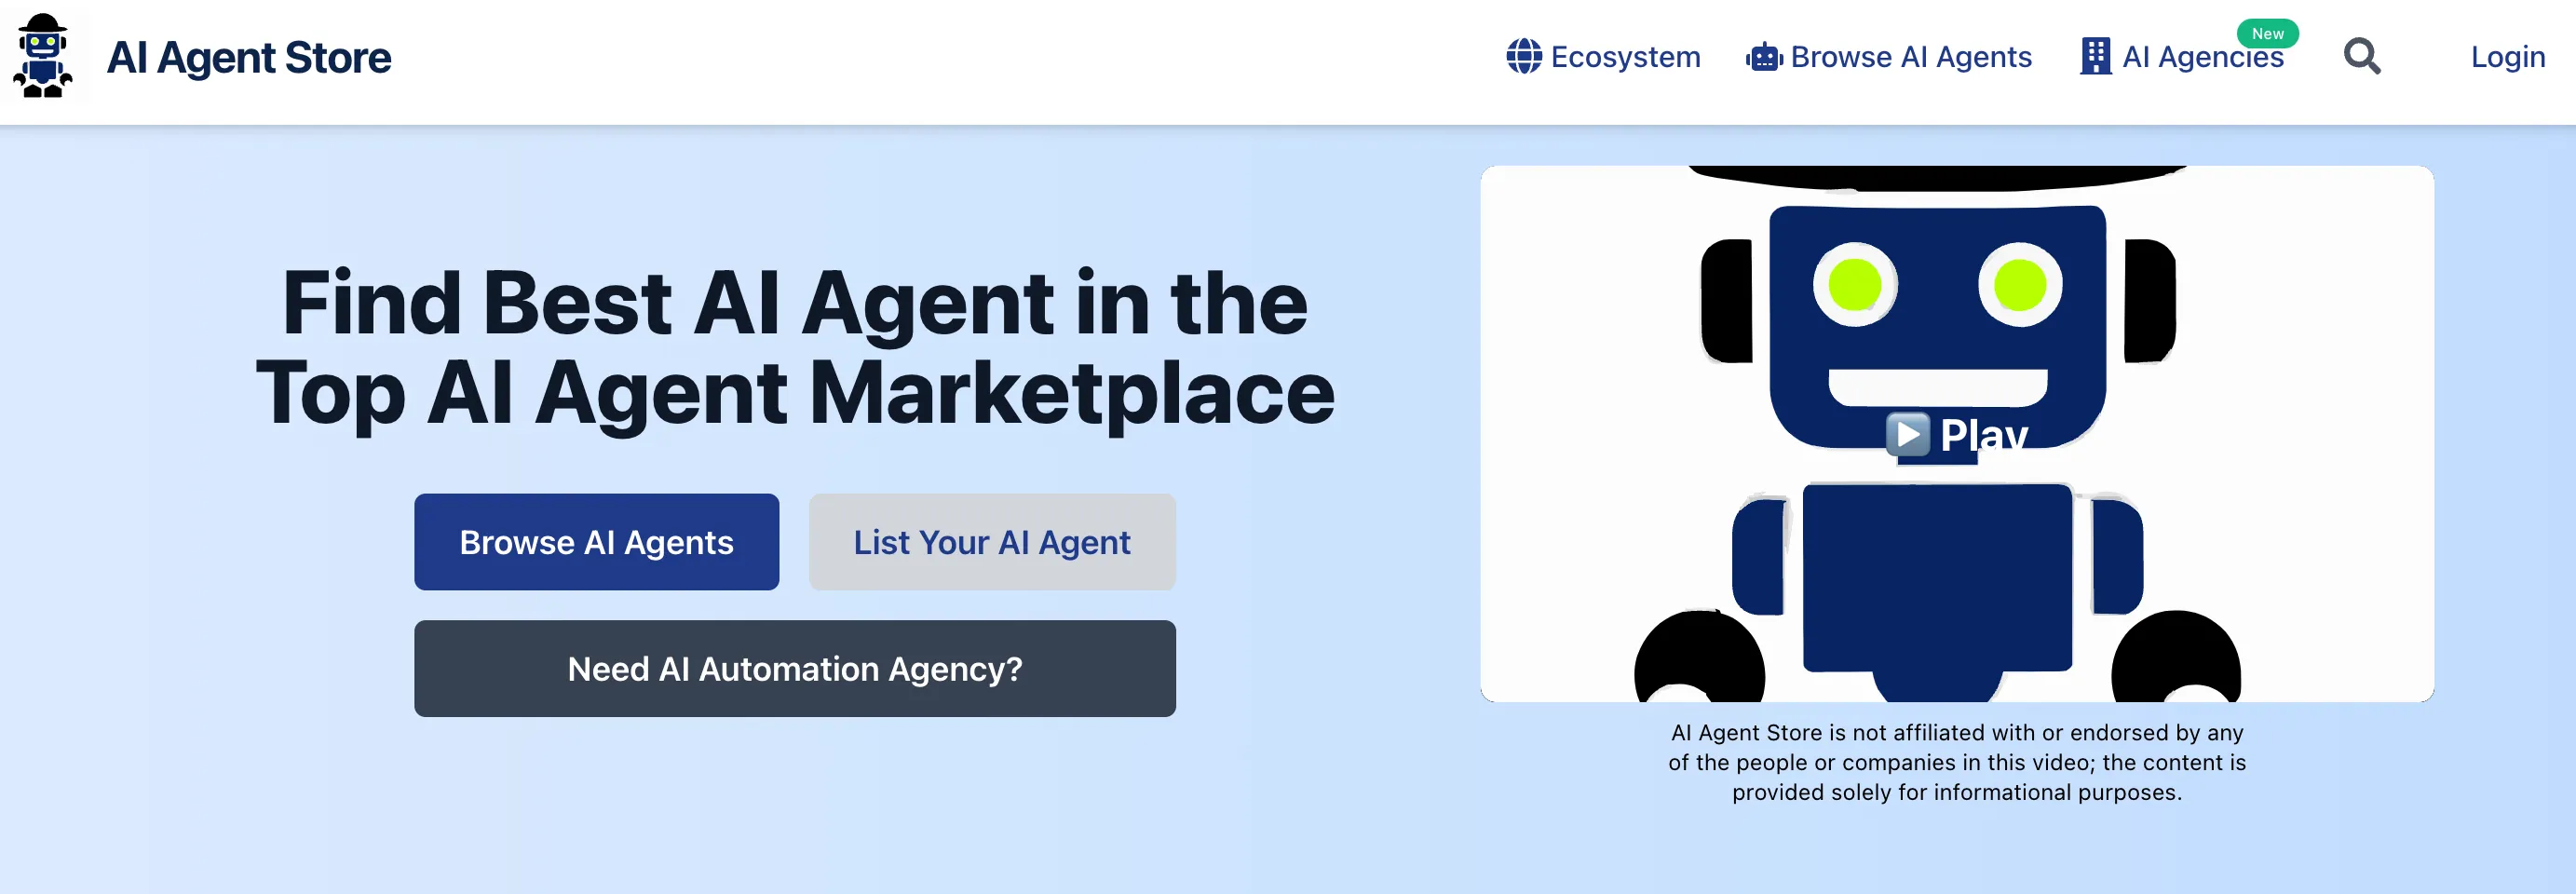 AI Agent Store
Ecosystem
Browse AI Agents
AI Agencies
New
Login
Find Best AI Agent in the
Top AI Agent Marketplace
Browse AI Agents
List Your AI Agent
Need AI Automation Agency?
Play
AI Agent Store is not affiliated with or endorsed by any
of the people or companies in this video; the content is
provided solely for informational purposes.